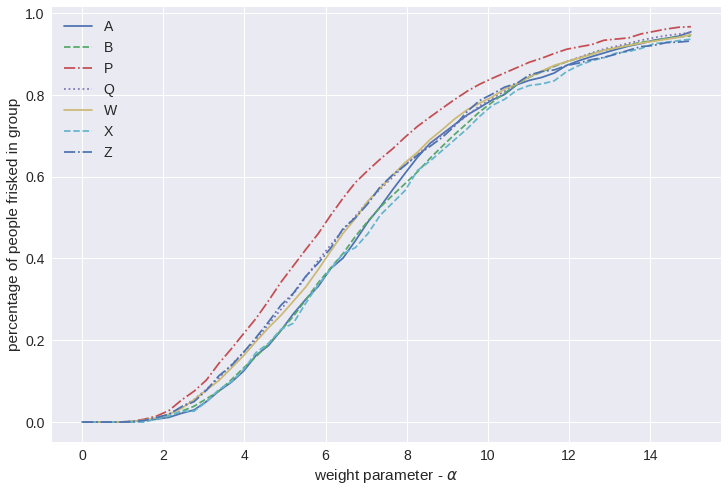 1.0
0.8
0.6
0.4
0.2
0.0
percentage of people frisked in group
A
B
P
Q
W
X
Z
0 2 4 6 8 10 12 14
weight parameter - α